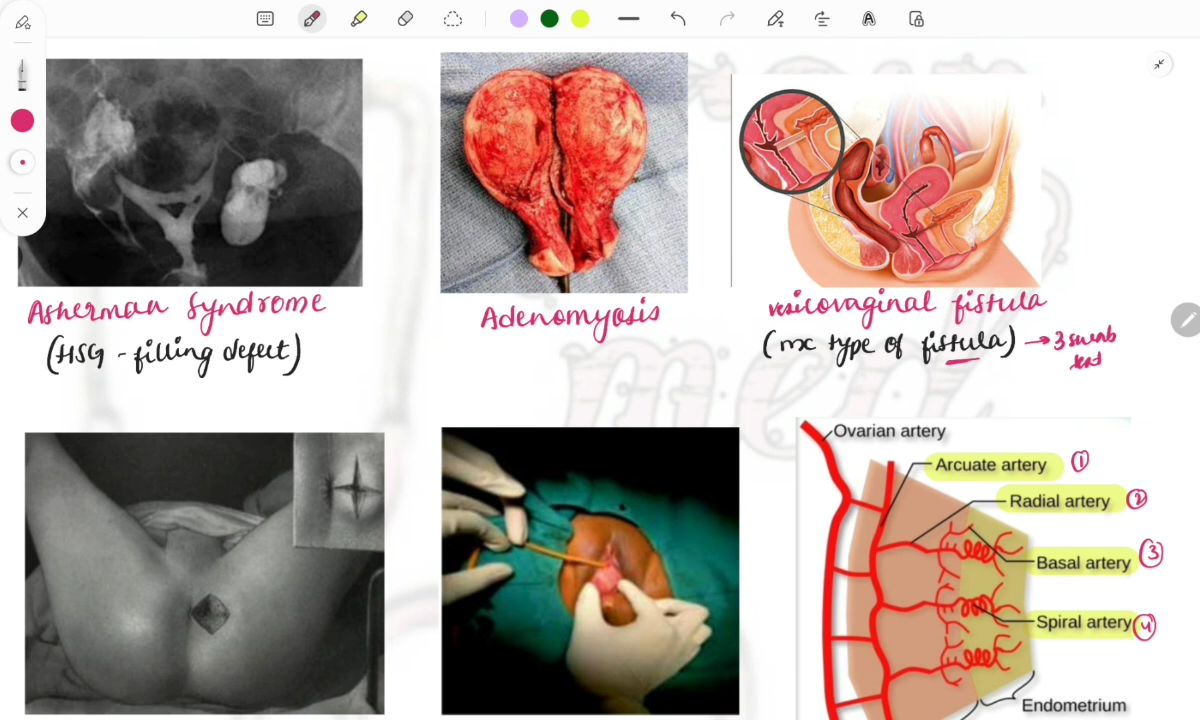 Asherman Syndrome
(HSG - filling defect)
Adenomyosis
vesicovaginal fistula
(mc type of fistula) → 3 swab
test
Ovarian artery
Arcuate artery ①
Radial artery ②
Basal artery ③
Spiral artery ④
Endometrium